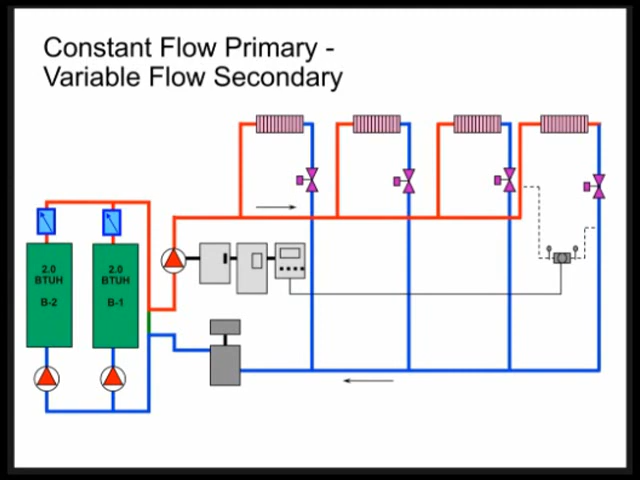 Constant Flow Primary -
Variable Flow Secondary
2.0
BTUH
B-2
2.0
BTUH
B-1